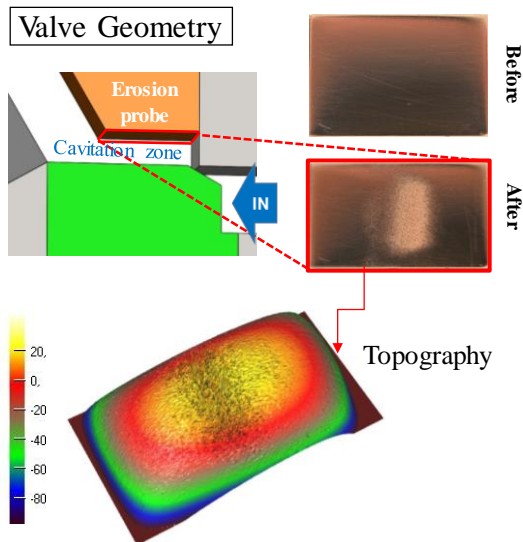 Valve Geometry
Erosion
probe
Cavitation zone
IN
Before
After
Topography
20,
0,
-20
-40
-60
-80